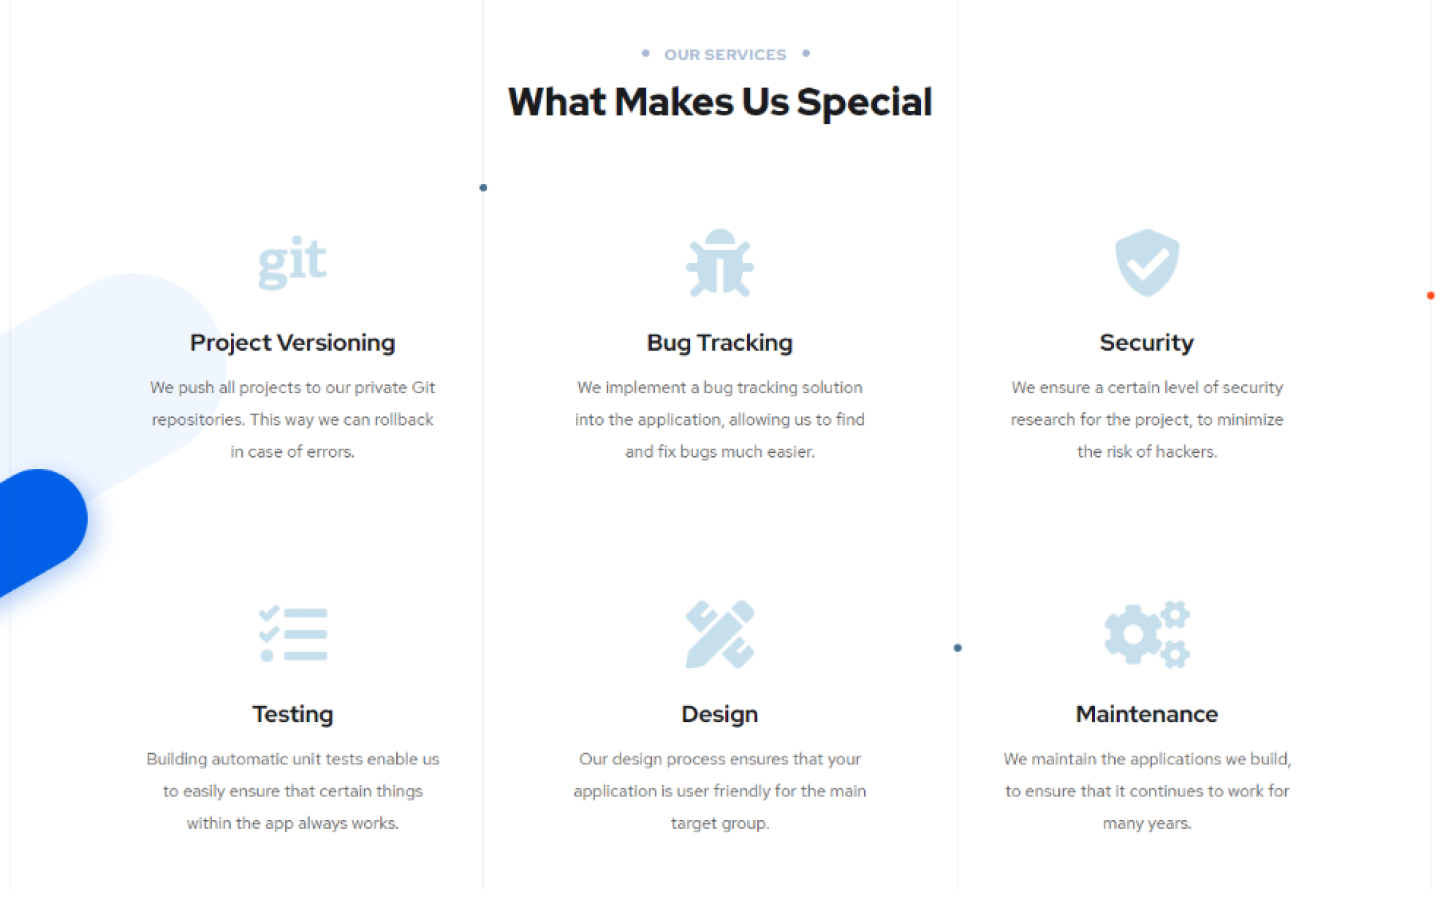 OUR SERVICES
What Makes Us Special
git
Project Versioning
We push all projects to our private Git
repositories. This way we can rollback
in case of errors.
Bug Tracking
We implement a bug tracking solution
into the application, allowing us to find
and fix bugs much easier.
Security
We ensure a certain level of security
research for the project, to minimize
the risk of hackers.
Testing
Building automatic unit tests enable us
to easily ensure that certain things
within the app always works.
Design
Our design process ensures that your
application is user friendly for the main
target group.
Maintenance
We maintain the applications we build,
to ensure that it continues to work for
many years.